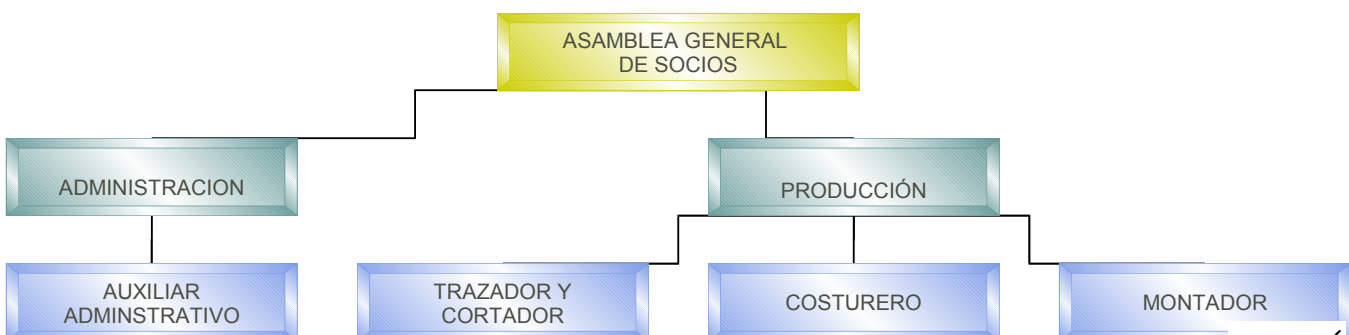 ASAMBLEA GENERAL
DE SOCIOS
ADMINISTRACION
PRODUCCIÓN
AUXILIAR
ADMINSTRATIVO
TRAZADOR Y
CORTADOR
COSTURERO
MONTADOR